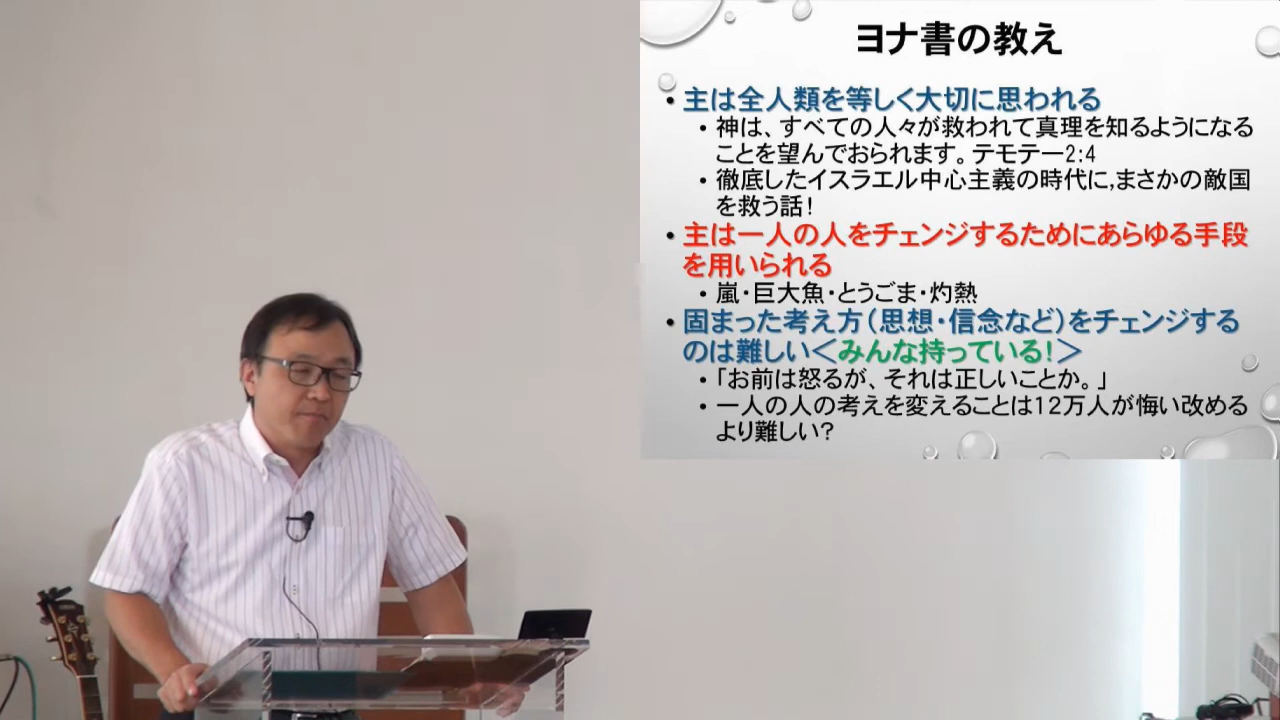 ヨナ書の教え
• 主は全人類を等しく大切に思われる
• 神は、すべての人々が救われて真理を知るようになる
ことを望んでおられます。テモテー2:4
• 徹底したイスラエル中心主義の時代に,まさかの敵国
を救う話!
• 主は一人の人をチェンジするためにあらゆる手段
を用いられる
• 嵐・巨大魚・とうごま・灼熱
• 固まった考え方(思想・信念など)をチェンジする
のは難しい<みんな持っている!>
• 「お前は怒るが、それは正しいことか。」
• 一人の人の考えを変えることは12万人が悔い改める
より難しい?